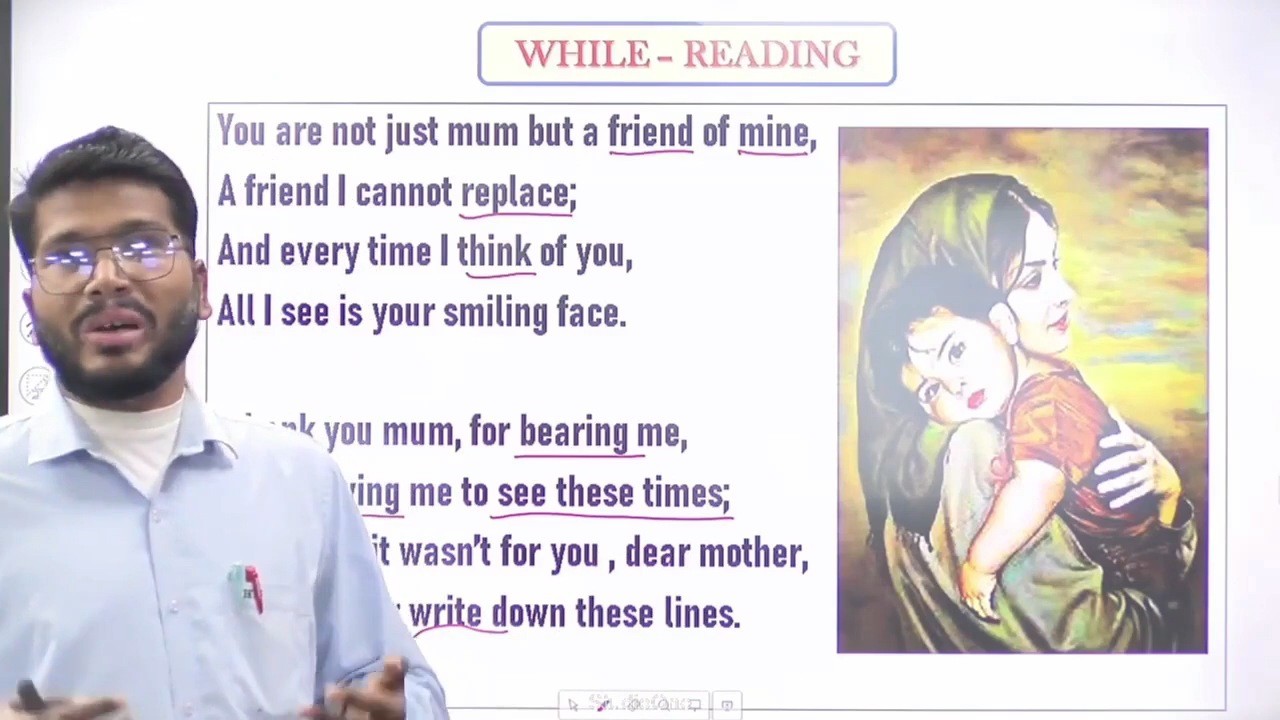 WHILE – READING
You are not just mum but a friend of mine,
A friend I cannot replace;
And every time I think of you,
All I see is your smiling face.
you mum, for bearing me,
me to see these times;
it wasn't for you , dear mother,
write down these lines.